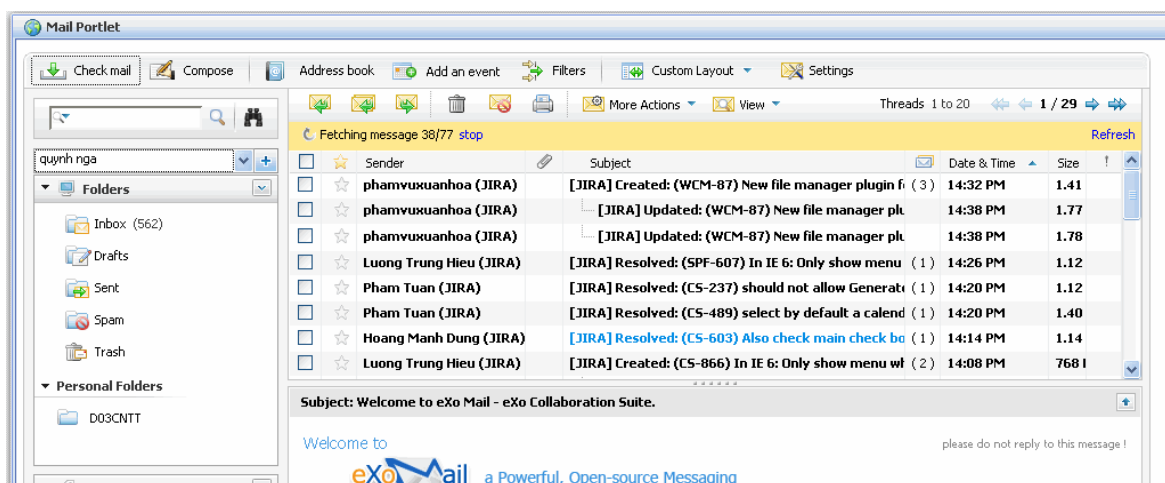 Mail Portlet
Check mail Compose Address book Add an event Filters Custom Layout Settings
More Actions View Threads 1 to 20 1 / 29
Fetching message 38/77 stop Refresh
quynh nga
Folders
Inbox (562)
Drafts
Sent
Spam
Trash
Personal Folders
D03CNTT
Sender Subject Date & Time Size !
phamvuxuanhoa (JIRA) [JIRA] Created: (WCM-87) New file manager plugin f (3) 14:32 PM 1.41
phamvuxuanhoa (JIRA) [JIRA] Updated: (WCM-87) New file manager plu 14:38 PM 1.77
phamvuxuanhoa (JIRA) [JIRA] Updated: (WCM-87) New file manager plu 14:38 PM 1.78
Luong Trung Hieu (JIRA) [JIRA] Resolved: (SPF-607) In IE 6: Only show menu (1) 14:26 PM 1.12
Pham Tuan (JIRA) [JIRA] Resolved: (CS-237) should not allow Generat (1) 14:20 PM 1.12
Pham Tuan (JIRA) [JIRA] Resolved: (CS-489) select by default a calend (1) 14:20 PM 1.40
Hoang Manh Dung (JIRA) [JIRA] Resolved: (CS-603) Also check main check bo (1) 14:14 PM 1.14
Luong Trung Hieu (JIRA) [JIRA] Created: (CS-866) In IE 6: Only show menu wh (2) 14:08 PM 768
Subject: Welcome to eXo Mail - eXo Collaboration Suite.
Welcome to please do not reply to this message !
eXo Mail a Powerful, Open-source Messaging